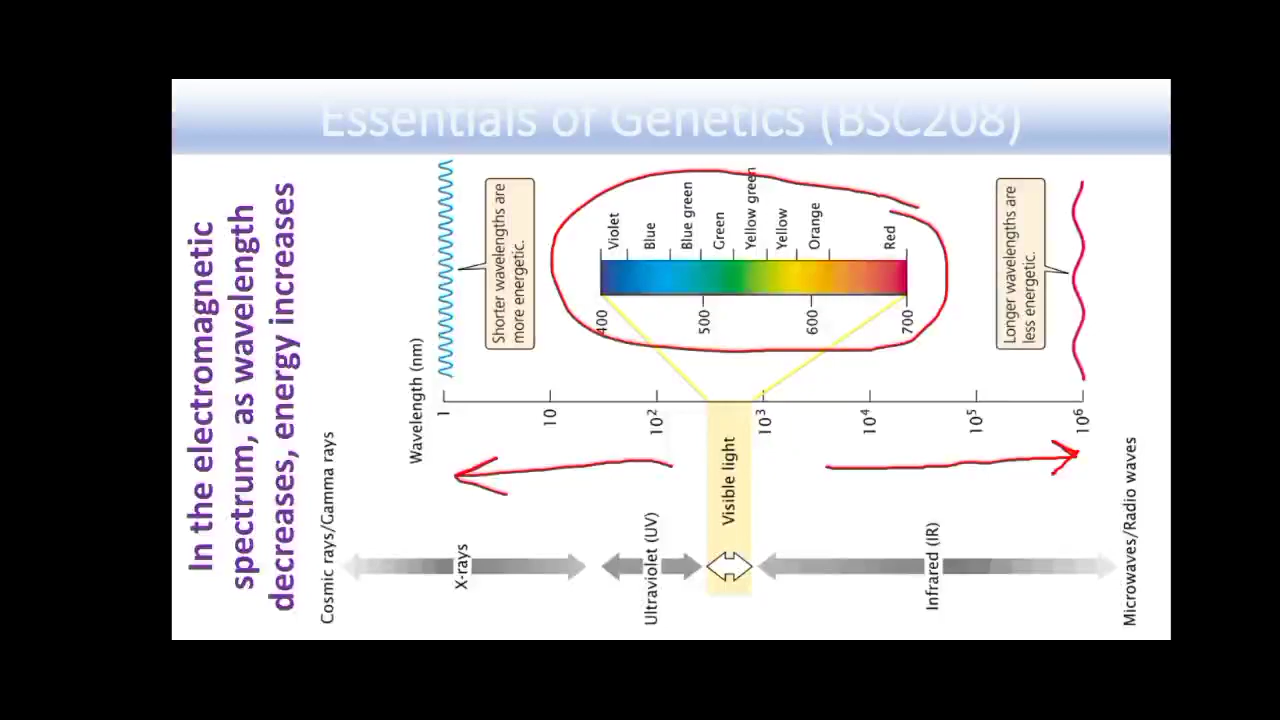 Essentials of Genetics (BSC208)
In the electromagnetic
spectrum, as wavelength
decreases, energy increases
Shorter wavelengths are
more energetic.
Violet
Blue
Blue green
Green
Yellow green
Yellow
Orange
Red
400
500
600
700
Longer wavelengths are
less energetic.
Wavelength (nm)
1
10
10²
10³
10⁴
10⁵
10⁶
Cosmic rays/Gamma rays
X-rays
Ultraviolet (UV)
Visible light
Infrared (IR)
Microwaves/Radio waves